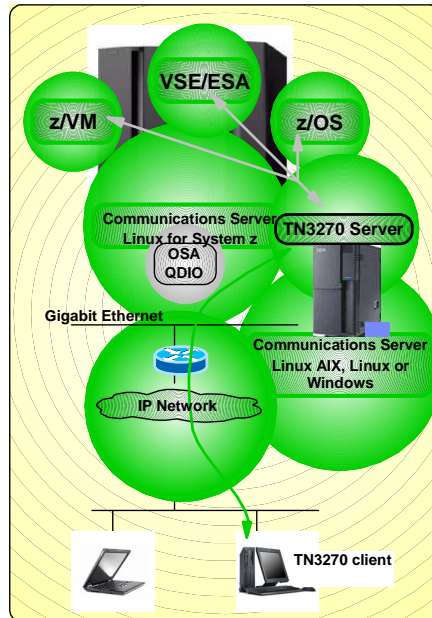 VSE/ESA
z/VM
z/OS
Communications Server
Linux for System z
TN3270 Server
OSA
QDIO
Gigabit Ethernet
Communications Server
Linux AIX, Linux or
Windows
IP Network
TN3270 client